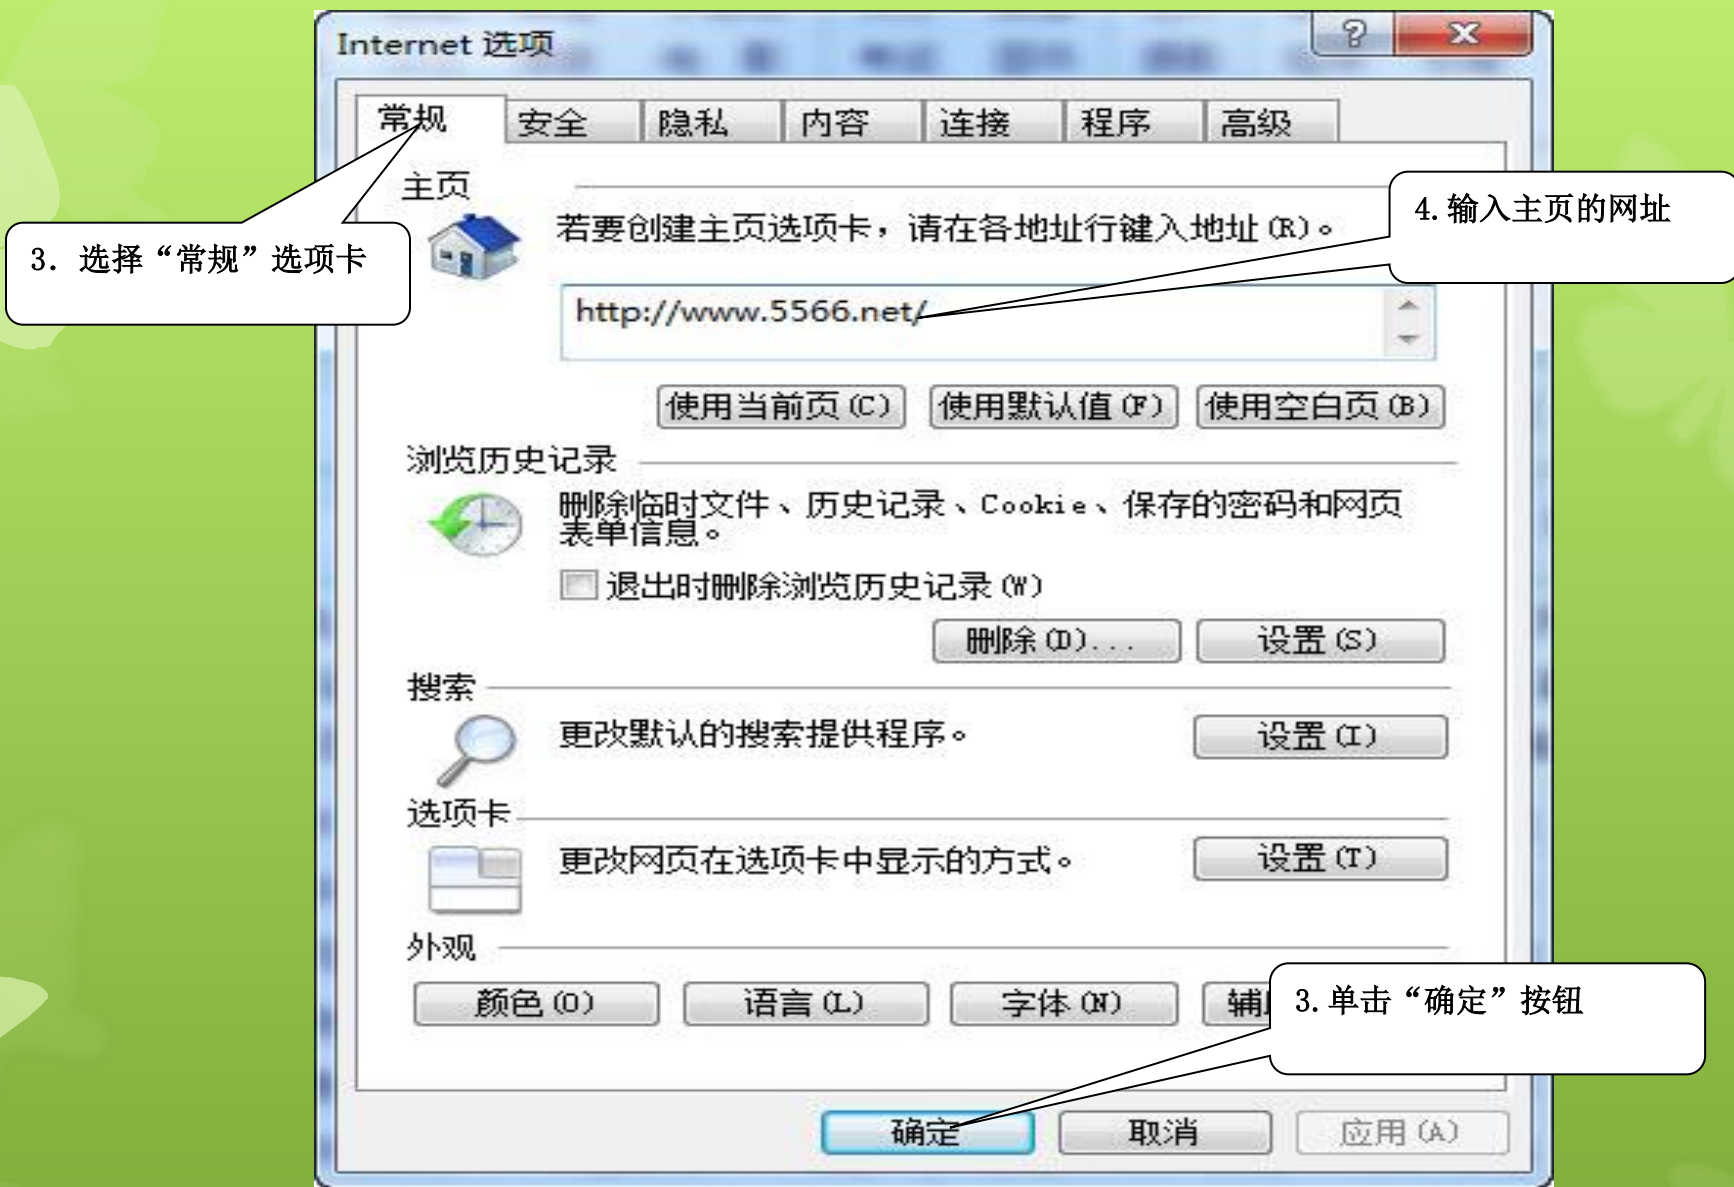 Internet 选项
常规 安全 隐私 内容 连接 程序 高级
主页
若要创建主页选项卡，请在各地址行键入地址(R)。
4.输入主页的网址
3. 选择“常规”选项卡
http://www.5566.net/
使用当前页(C) 使用默认值(F) 使用空白页(B)
浏览历史记录
删除临时文件、历史记录、Cookie、保存的密码和网页
表单信息。
退出时删除浏览历史记录(W)
删除(D)... 设置(S)
搜索
更改默认的搜索提供程序。 设置(I)
选项卡
更改网页在选项卡中显示的方式。 设置(T)
外观
颜色(O) 语言(L) 字体(N)
3.单击“确定”按钮
确定 取消 应用(A)